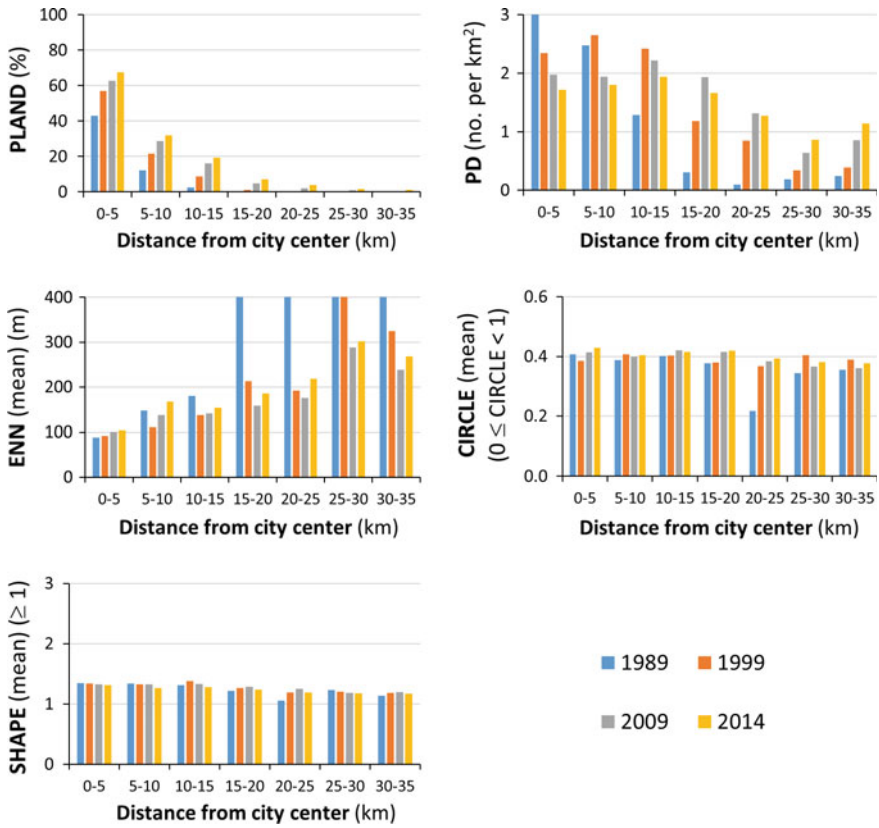 100
80
60
40
20
0
PLAND (%)
0-5 5-10 10-15 15-20 20-25 25-30 30-35
Distance from city center (km)
3
2
1
0
PD (no. per km²)
0-5 5-10 10-15 15-20 20-25 25-30 30-35
Distance from city center (km)
400
300
200
100
0
ENN (mean) (m)
0-5 5-10 10-15 15-20 20-25 25-30 30-35
Distance from city center (km)
0.6
0.4
0.2
0.0
CIRCLE (mean)
(0 ≤ CIRCLE < 1)
0-5 5-10 10-15 15-20 20-25 25-30 30-35
Distance from city center (km)
3
2
1
0
SHAPE (mean) (≥ 1)
0-5 5-10 10-15 15-20 20-25 25-30 30-35
Distance from city center (km)
1989 1999
2009 2014